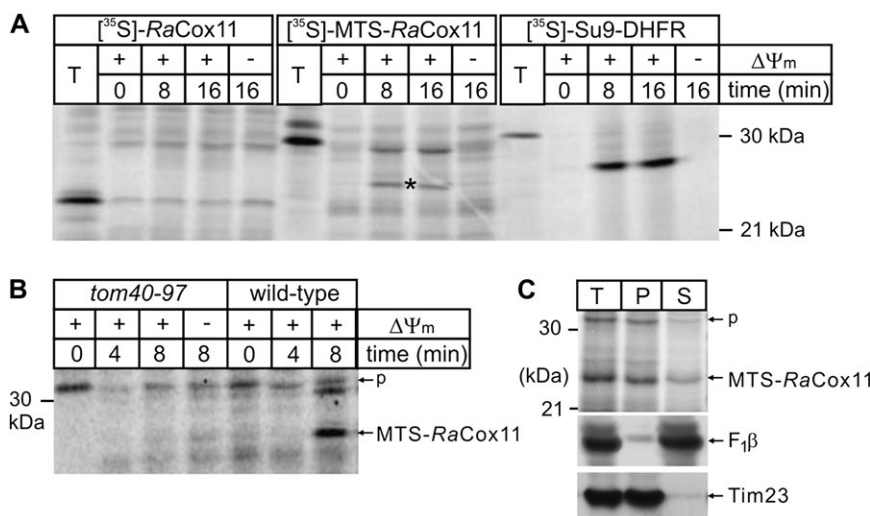 A
[³⁵S]-RaCox11 [³⁵S]-MTS-RaCox11 [³⁵S]-Su9-DHFR
T + + + - T + + + - T + + + - ΔΨm
0 8 16 16 0 8 16 16 0 8 16 16 time (min)
30 kDa
*
21 kDa
B
tom40-97 wild-type
+ + + - + + + ΔΨm
0 4 8 8 0 4 8 time (min)
p
30
kDa
MTS-RaCox11
C
T P S
p
30
(kDa)
MTS-RaCox11
21
F₁β
Tim23